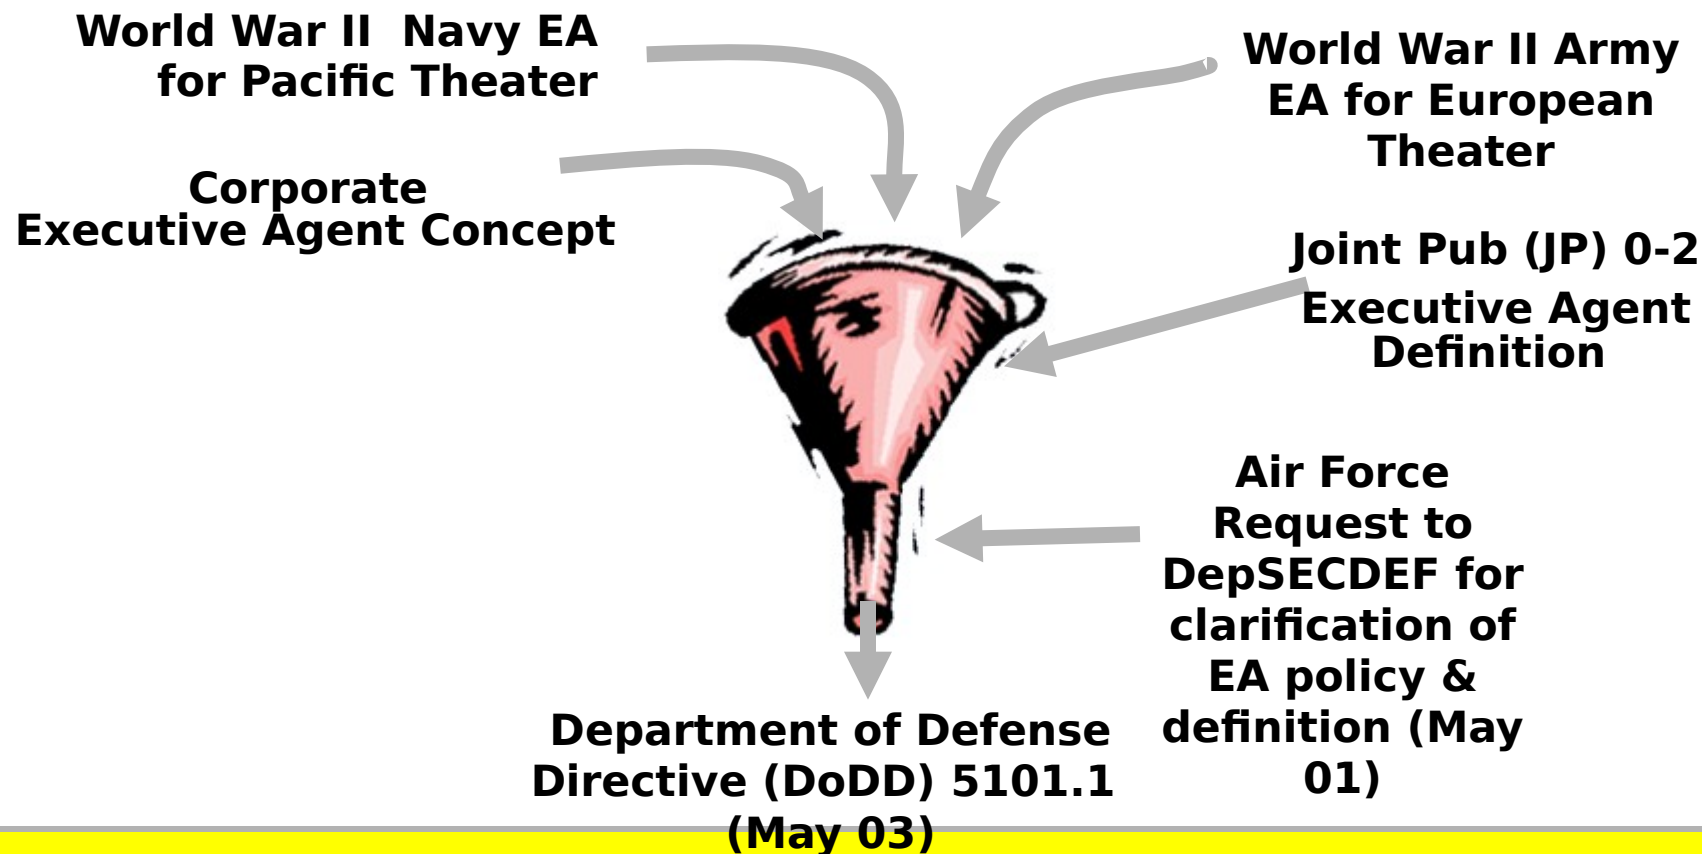 World War II  Navy EA
for Pacific Theater
World War II Army
EA for European
Theater
Corporate
Executive Agent Concept
Joint Pub (JP) 0-2
Executive Agent
Definition
Air Force
Request to
DepSECDEF for
clarification of
EA policy &
definition (May
01)
Department of Defense
Directive (DoDD) 5101.1
(May 03)